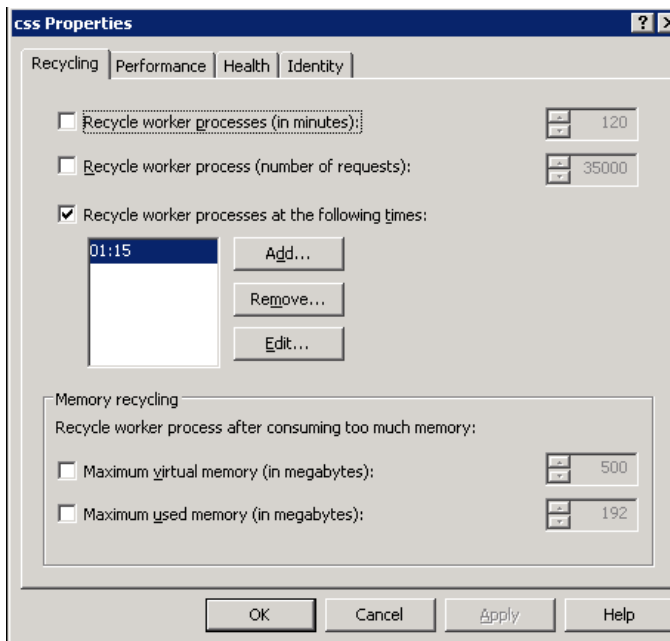 css Properties
Recycling Performance Health Identity
Recycle worker processes (in minutes): 120
Recycle worker process (number of requests): 35000
Recycle worker processes at the following times:
01:15
Add...
Remove...
Edit...
Memory recycling
Recycle worker process after consuming too much memory:
Maximum virtual memory (in megabytes): 500
Maximum used memory (in megabytes): 192
OK Cancel Apply Help